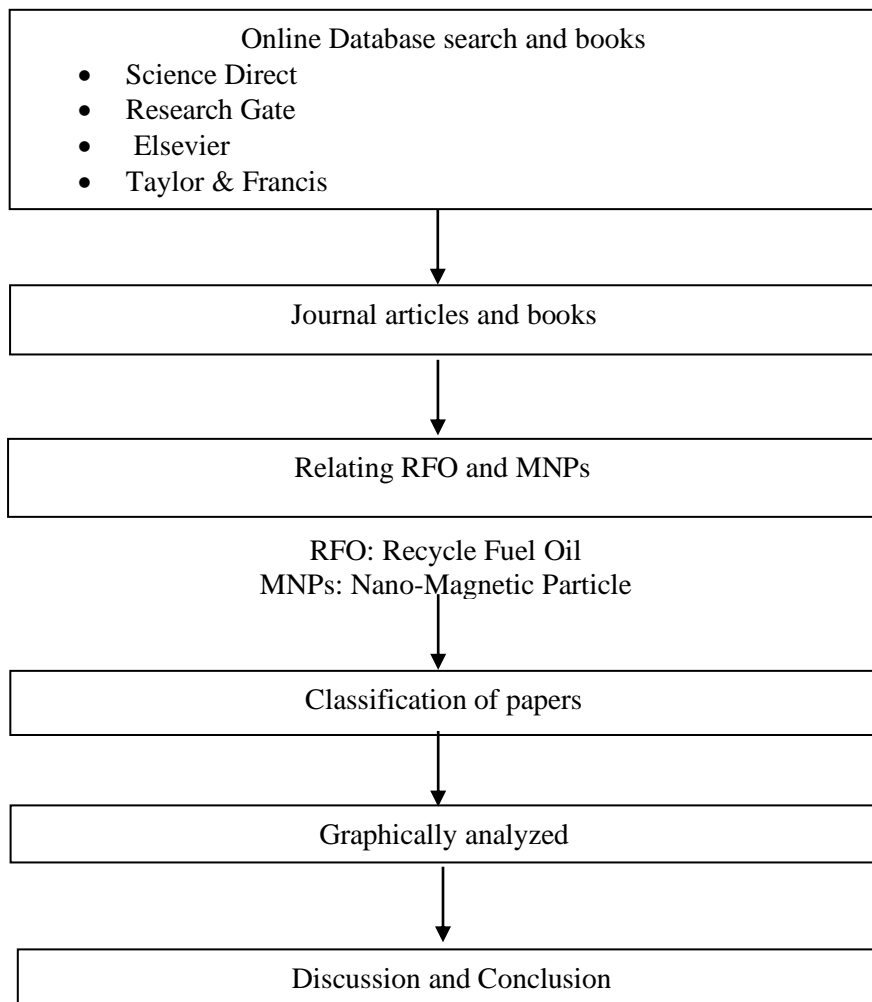 Online Database search and books
• Science Direct
• Research Gate
• Elsevier
• Taylor & Francis
Journal articles and books
Relating RFO and MNPs
RFO: Recycle Fuel Oil
MNPs: Nano-Magnetic Particle
Classification of papers
Graphically analyzed
Discussion and Conclusion